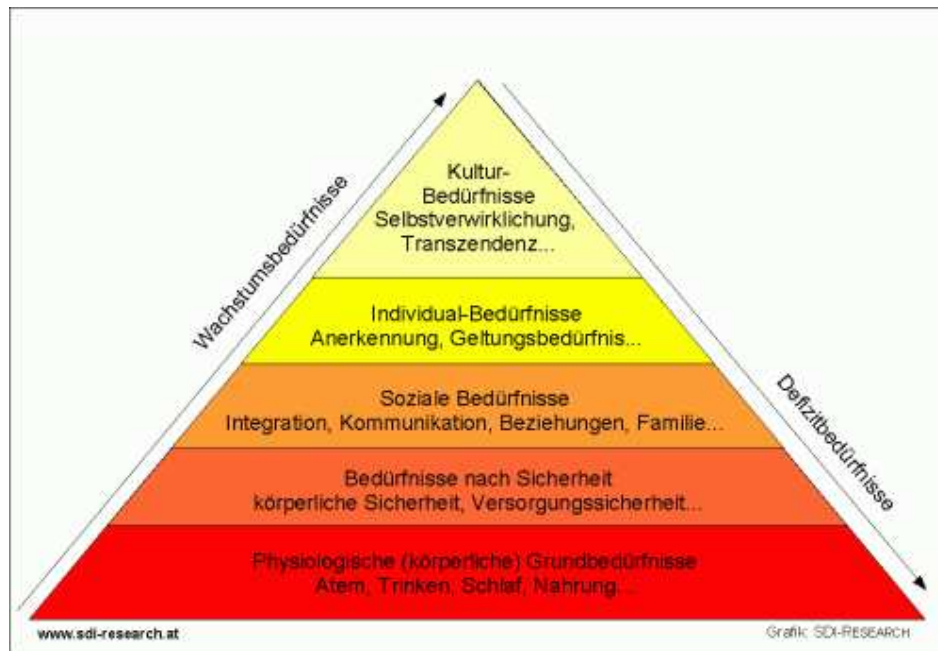 Kultur-
Bedürfnisse
Selbstverwirklichung,
Transzendenz...
Wachstumsbedürfnisse
Individual-Bedürfnisse
Anerkennung, Geltungsbedürfnis...
Soziale Bedürfnisse
Integration, Kommunikation, Beziehungen, Familie...
Defizitbedürfnisse
Bedürfnisse nach Sicherheit
körperliche Sicherheit, Versorgungssicherheit...
Physiologische (körperliche) Grundbedürfnisse
Atem, Trinken, Schlaf, Nahrung...
www.sdi-research.at
Grafik: SDI-RESEARCH